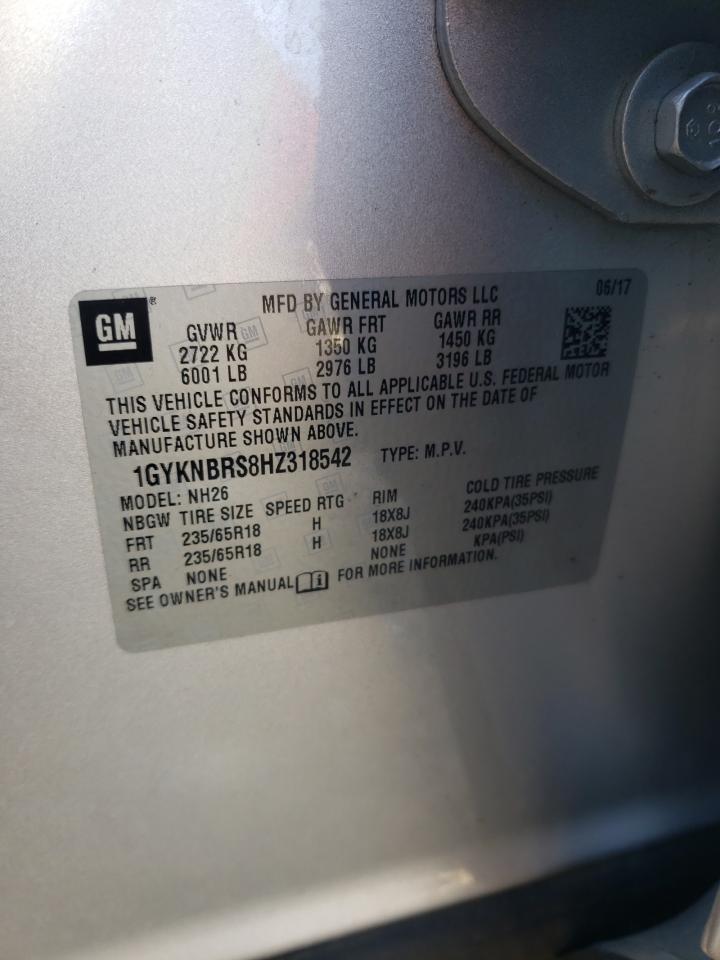 GM ® MFD BY GENERAL MOTORS LLC 06/17
GVWR GAWR FRT GAWR RR
2722 KG 1350 KG 1450 KG
6001 LB 2976 LB 3196 LB
THIS VEHICLE CONFORMS TO ALL APPLICABLE U.S. FEDERAL MOTOR
VEHICLE SAFETY STANDARDS IN EFFECT ON THE DATE OF
MANUFACTURE SHOWN ABOVE.
1GYKNBRS8HZ318542 TYPE: M.P.V.
MODEL: NH26
NBGW TIRE SIZE SPEED RTG RIM COLD TIRE PRESSURE
FRT 235/65R18 H 18X8J 240KPA(35PSI)
RR 235/65R18 H 18X8J 240KPA(35PSI)
SPA NONE NONE KPA(PSI)
SEE OWNER'S MANUAL FOR MORE INFORMATION.